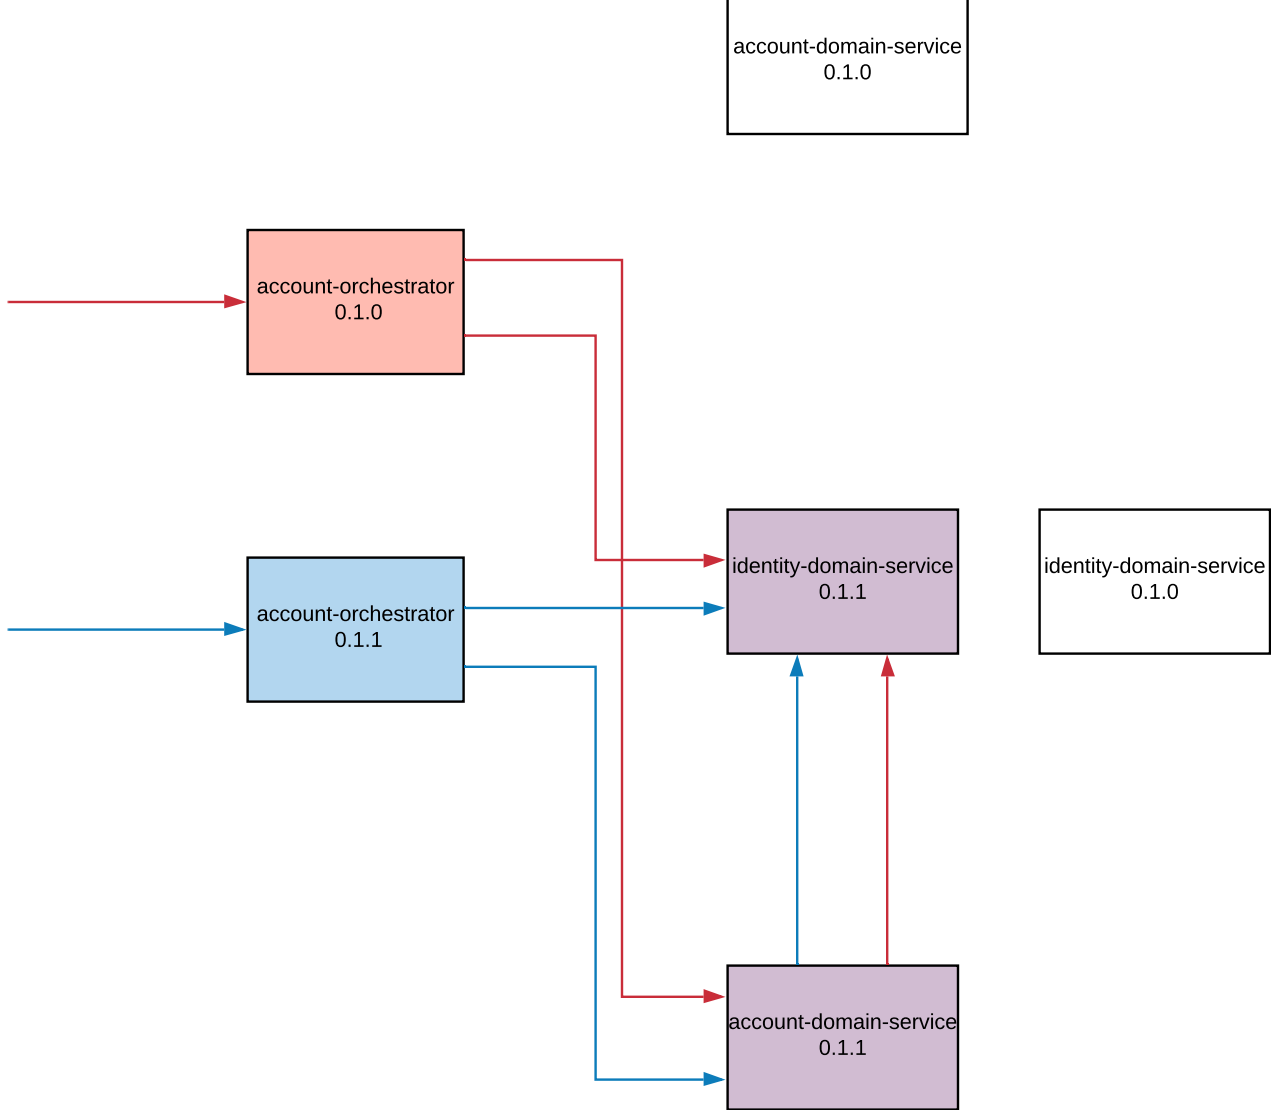 account-domain-service
0.1.0
account-orchestrator
0.1.0
identity-domain-service
0.1.1
identity-domain-service
0.1.0
account-orchestrator
0.1.1
account-domain-service
0.1.1